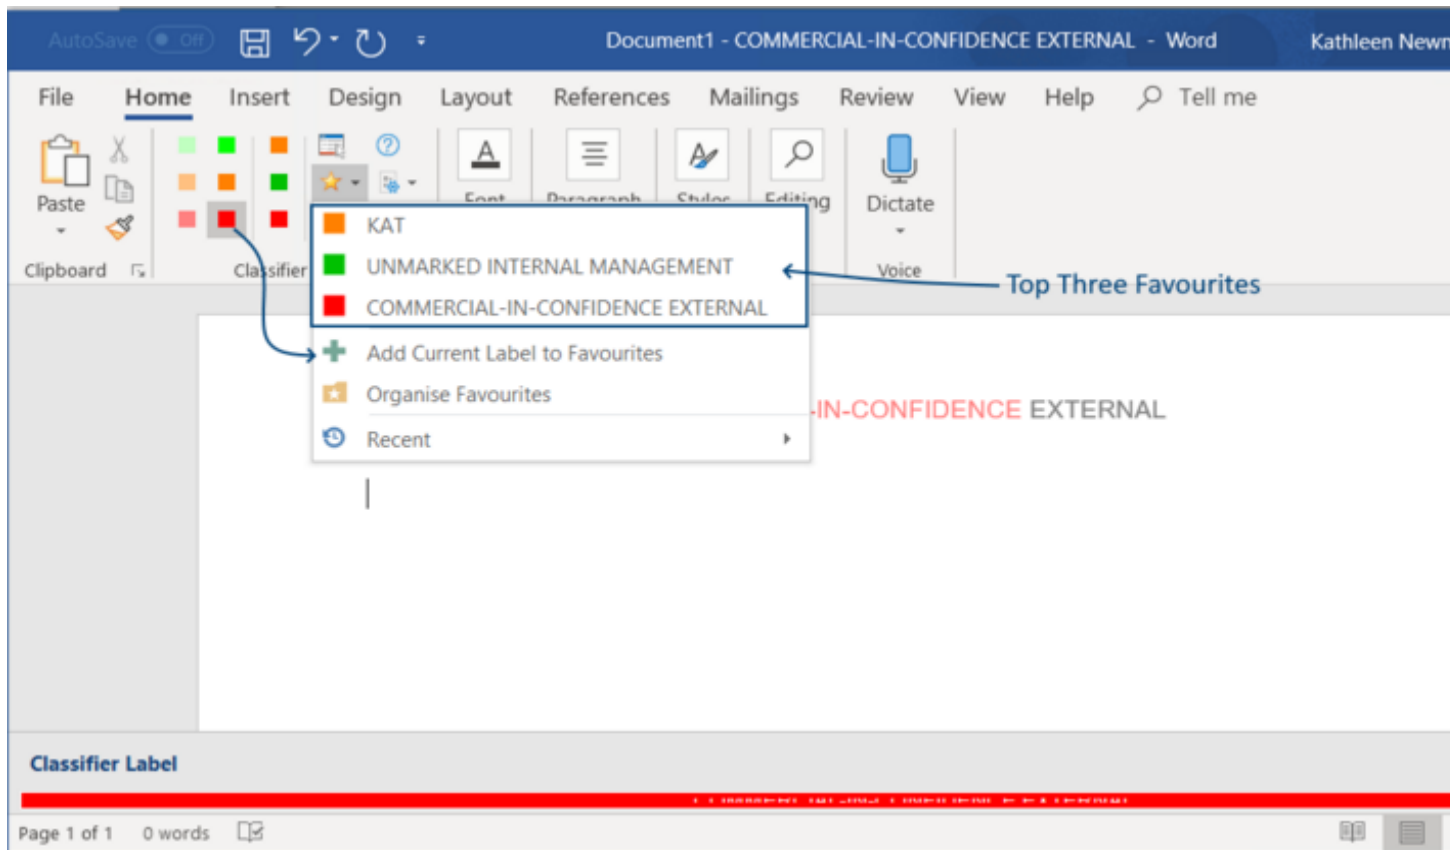 AutoSave Off Document1 - COMMERCIAL-IN-CONFIDENCE EXTERNAL - Word Kathleen
File Home Insert Design Layout References Mailings Review View Help Tell me
Paste Font Paragraph Styles Editing Dictate
Clipboard Classifier Voice
KAT
UNMARKED INTERNAL MANAGEMENT
COMMERCIAL-IN-CONFIDENCE EXTERNAL
Top Three Favourites
Add Current Label to Favourites
Organise Favourites
Recent
-IN-CONFIDENCE EXTERNAL
Classifier Label
Page 1 of 1 0 words